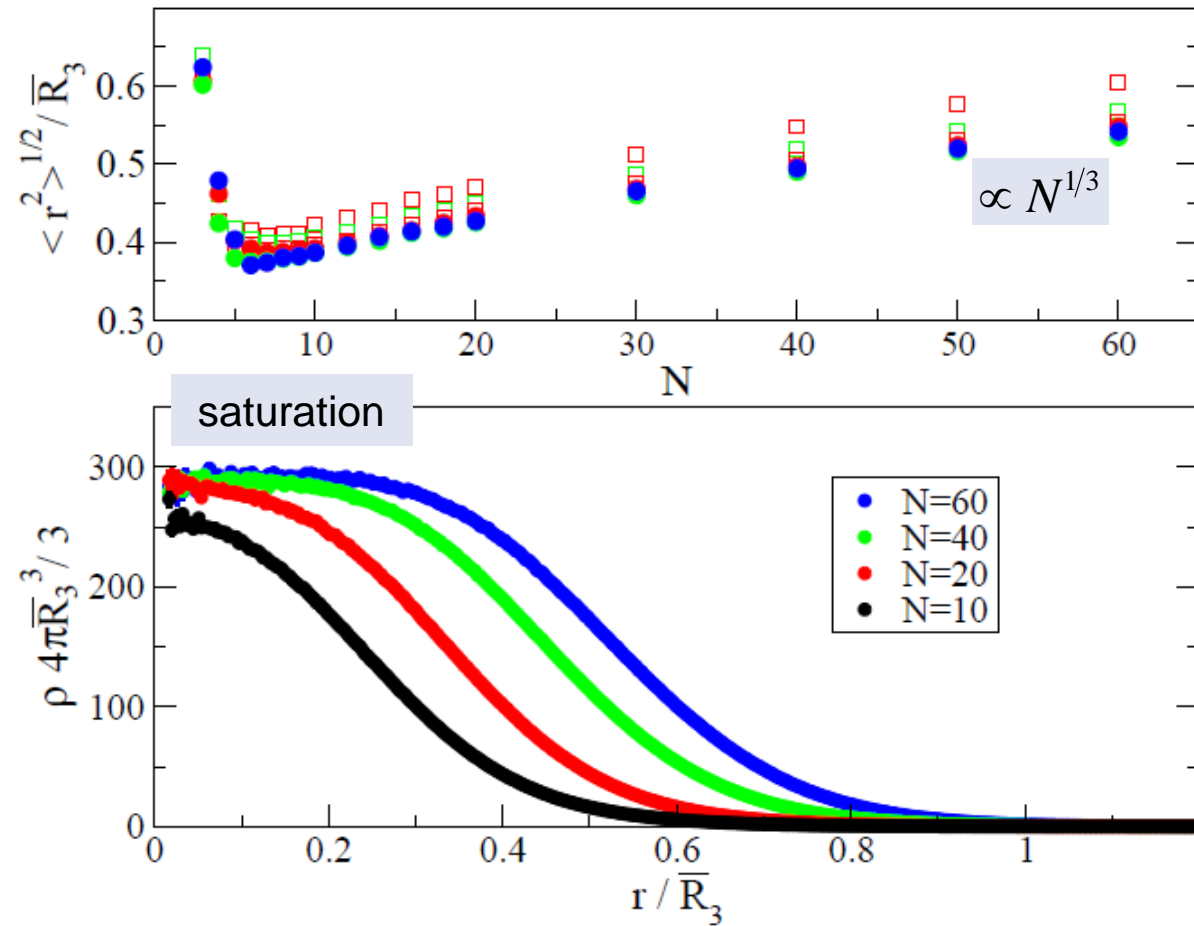 < r² >^{1/2} / R̄₃
0.6
0.5
0.4
0.3
∝ N^{1/3}
0 10 20 30 40 50 60
N
saturation
ρ 4πR̄₃³/ 3
300
200
100
0
N=60
N=40
N=20
N=10
0 0.2 0.4 0.6 0.8 1
r / R̄₃